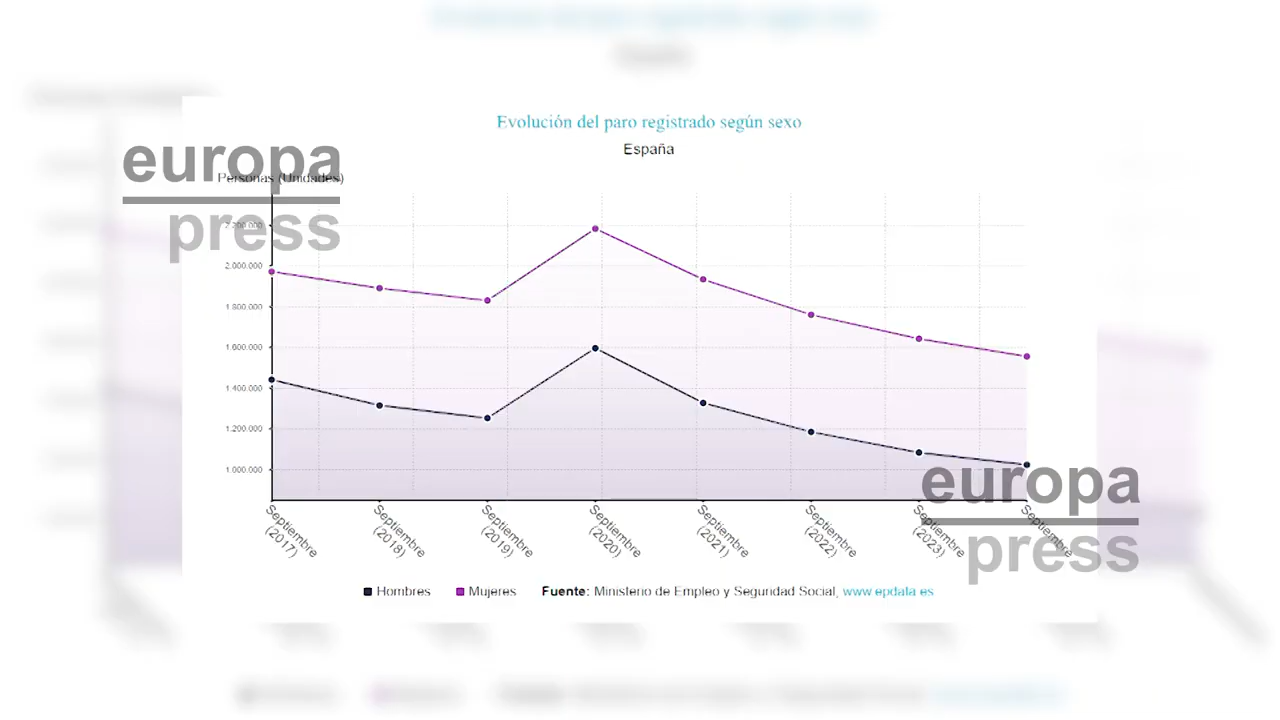 Evolución del paro registrado según sexo
España
europa
press
Personas (Unidades)
2.200.000
2.000.000
1.800.000
1.600.000
1.400.000
1.200.000
1.000.000
Septiembre
(2017)
Septiembre
(2018)
Septiembre
(2019)
Septiembre
(2020)
Septiembre
(2021)
Septiembre
(2022)
Septiembre
(2023)
Septiembre
europa
press
Hombres Mujeres Fuente: Ministerio de Empleo y Seguridad Social, www.epdata.es